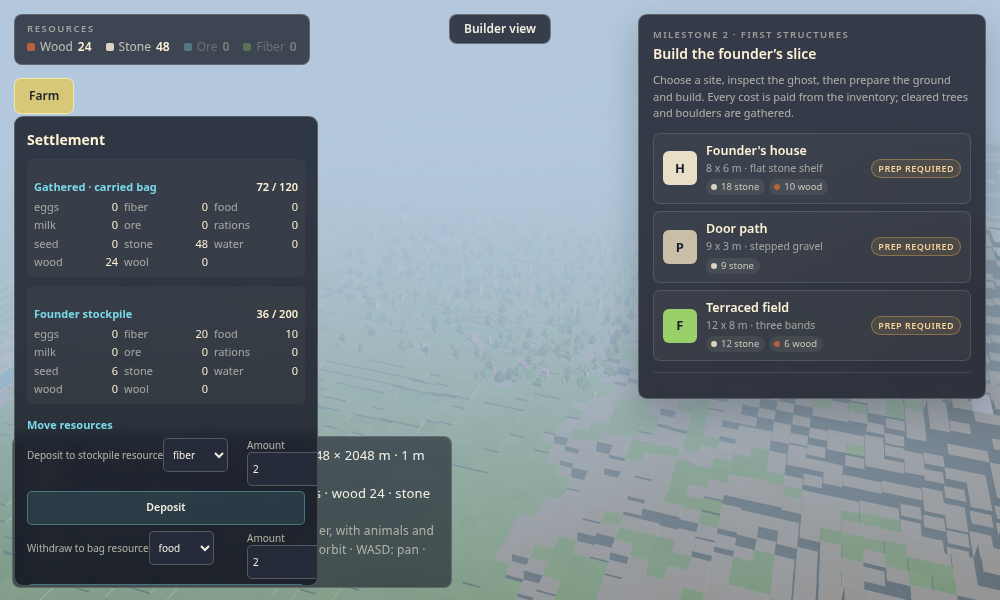 RESOURCES
Wood 24 Stone 48 Ore 0 Fiber 0
Builder view
Farm
Settlement
Gathered · carried bag 72 / 120
eggs 0 fiber 0 food 0
milk 0 ore 0 rations 0
seed 0 stone 48 water 0
wood 24 wool 0
Founder stockpile 36 / 200
eggs 0 fiber 20 food 10
milk 0 ore 0 rations 0
seed 6 stone 0 water 0
wood 0 wool 0
Move resources
Deposit to stockpile resource fiber Amount 2
Deposit
Withdraw to bag resource food Amount 2
48 × 2048 m · 1 m
s · wood 24 · stone
er, with animals and
orbit · WASD: pan ·
MILESTONE 2 · FIRST STRUCTURES
Build the founder's slice
Choose a site, inspect the ghost, then prepare the ground
and build. Every cost is paid from the inventory; cleared trees
and boulders are gathered.
H Founder's house
8 x 6 m · flat stone shelf
18 stone 10 wood
PREP REQUIRED
P Door path
9 x 3 m · stepped gravel
9 stone
PREP REQUIRED
F Terraced field
12 x 8 m · three bands
12 stone 6 wood
PREP REQUIRED